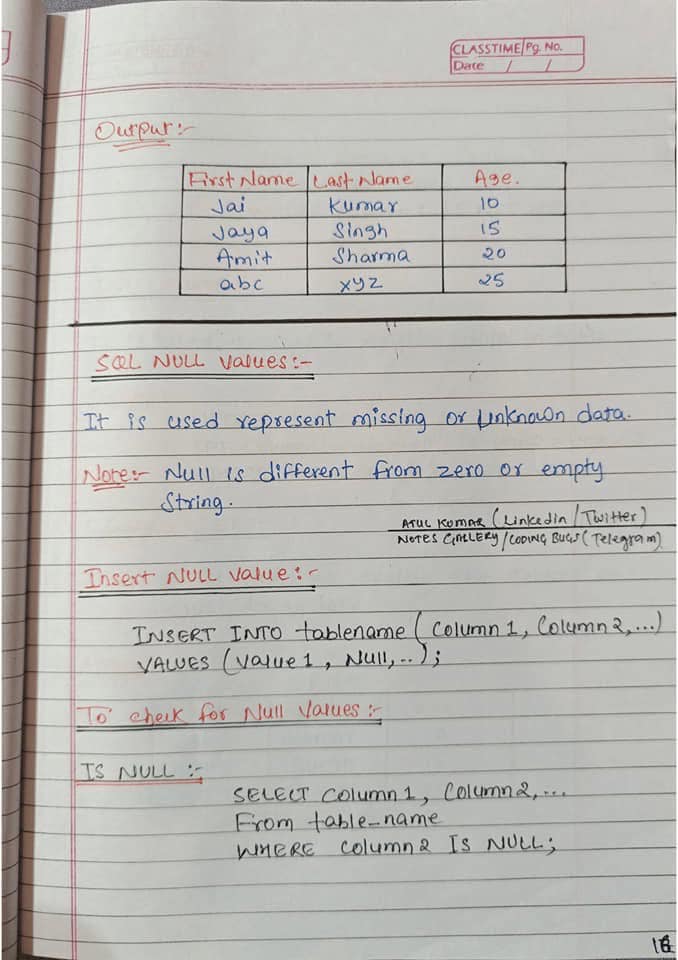 CLASSTIME Pg. No.
Date / /
Output:-
First Name Last Name Age.
Jai Kumar 10
Jaya Singh 15
Amit Sharma 20
abc xyz 25
SQL NULL Values:-
It is used represent missing or Unknown data.
Note:- Null is different from zero or empty
String.
ATUL KUMAR (Linkedin / Twitter)
NOTES GALLERY / CODING BUGS (Telegram)
Insert NULL Value:-
INSERT INTO tablename ( Column 1, Column 2, ...)
VALUES (Value 1, Null, ..);
To check for Null Values:-
IS NULL:-
SELECT Column 1, Column 2, ...
From table_name
WHERE Column 2 IS NULL;